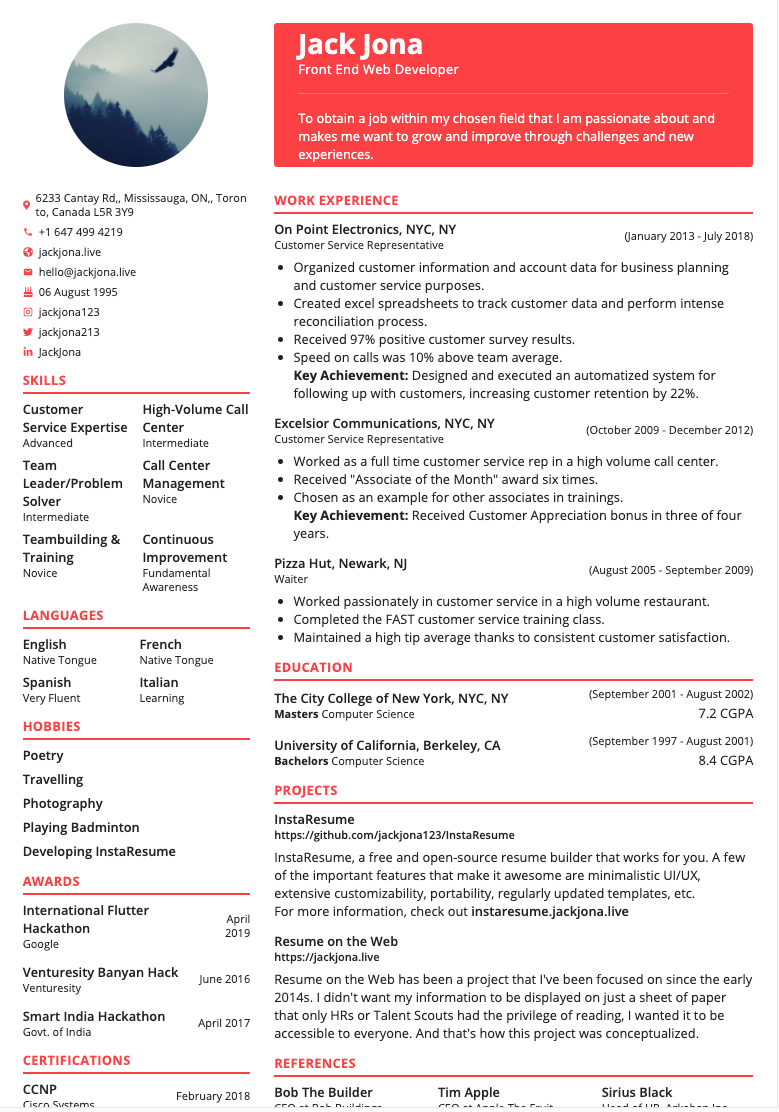 Jack Jona
Front End Web Developer
To obtain a job within my chosen field that I am passionate about and
makes me want to grow and improve through challenges and new
experiences.
6233 Cantay Rd,, Mississauga, ON,, Toron
to, Canada L5R 3Y9
+1 647 499 4219
jackjona.live
hello@jackjona.live
06 August 1995
jackjona123
jackjona213
JackJona
SKILLS
Customer
Service Expertise
Advanced
High-Volume Call
Center
Intermediate
Team
Leader/Problem
Solver
Intermediate
Call Center
Management
Novice
Teambuilding &
Training
Novice
Continuous
Improvement
Fundamental
Awareness
LANGUAGES
English
Native Tongue
French
Native Tongue
Spanish
Very Fluent
Italian
Learning
HOBBIES
Poetry
Travelling
Photography
Playing Badminton
Developing InstaResume
AWARDS
International Flutter
Hackathon
Google
April
2019
Venturesity Banyan Hack
Venturesity
June 2016
Smart India Hackathon
Govt. of India
April 2017
CERTIFICATIONS
CCNP
Cisco Systems
February 2018
WORK EXPERIENCE
On Point Electronics, NYC, NY
Customer Service Representative
(January 2013 - July 2018)
Organized customer information and account data for business planning
and customer service purposes.
Created excel spreadsheets to track customer data and perform intense
reconciliation process.
Received 97% positive customer survey results.
Speed on calls was 10% above team average.
Key Achievement: Designed and executed an automatized system for
following up with customers, increasing customer retention by 22%.
Excelsior Communications, NYC, NY
Customer Service Representative
(October 2009 - December 2012)
Worked as a full time customer service rep in a high volume call center.
Received "Associate of the Month" award six times.
Chosen as an example for other associates in trainings.
Key Achievement: Received Customer Appreciation bonus in three of four
years.
Pizza Hut, Newark, NJ
Waiter
(August 2005 - September 2009)
Worked passionately in customer service in a high volume restaurant.
Completed the FAST customer service training class.
Maintained a high tip average thanks to consistent customer satisfaction.
EDUCATION
The City College of New York, NYC, NY
Masters Computer Science
(September 2001 - August 2002)
7.2 CGPA
University of California, Berkeley, CA
Bachelors Computer Science
(September 1997 - August 2001)
8.4 CGPA
PROJECTS
InstaResume
https://github.com/jackjona123/InstaResume
InstaResume, a free and open-source resume builder that works for you. A few
of the important features that make it awesome are minimalistic UI/UX,
extensive customizability, portability, regularly updated templates, etc.
For more information, check out instaresume.jackjona.live
Resume on the Web
https://jackjona.live
Resume on the Web has been a project that I've been focused on since the early
2014s. I didn't want my information to be displayed on just a sheet of paper
that only HRs or Talent Scouts had the privilege of reading, I wanted it to be
accessible to everyone. And that's how this project was conceptualized.
REFERENCES
Bob The Builder
CEO at Bob Buildings
Tim Apple
CEO at Apple The Fruit
Sirius Black
Head of HR, Arkohan Inc